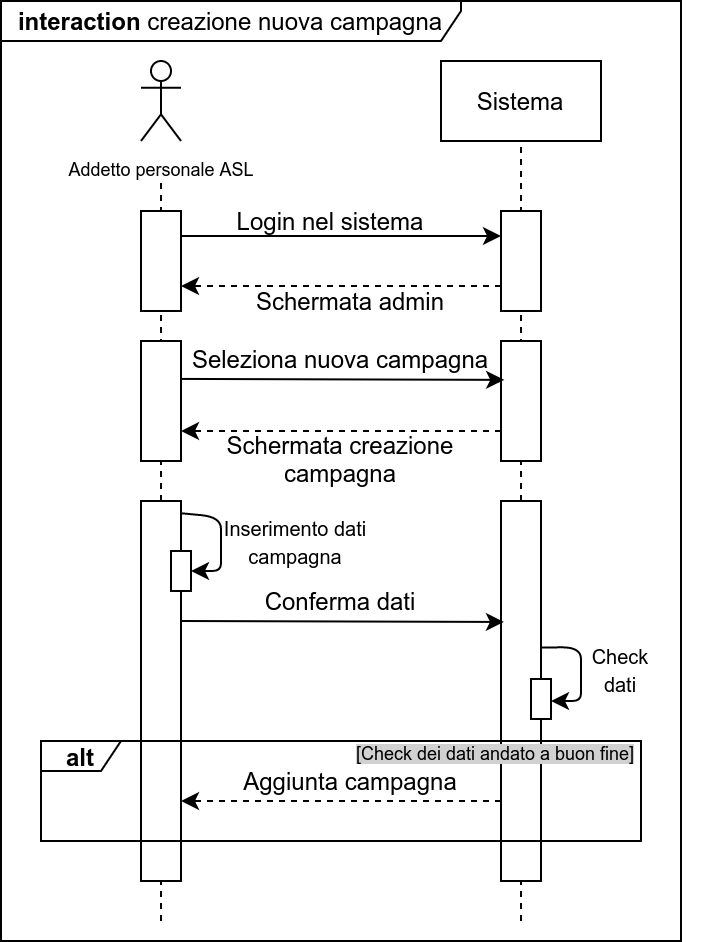 interaction creazione nuova campagna
Sistema
Addetto personale ASL
Login nel sistema
Schermata admin
Seleziona nuova campagna
Schermata creazione
campagna
Inserimento dati
campagna
Conferma dati
Check
dati
alt
[Check dei dati andato a buon fine]
Aggiunta campagna